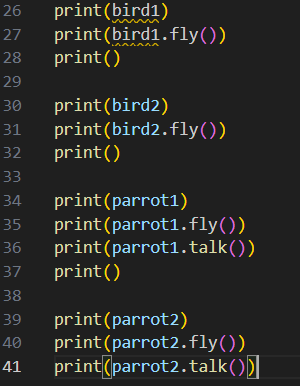 26 print(bird1)
27 print(bird1.fly())
28 print()
29
30 print(bird2)
31 print(bird2.fly())
32 print()
33
34 print(parrot1)
35 print(parrot1.fly())
36 print(parrot1.talk())
37 print()
38
39 print(parrot2)
40 print(parrot2.fly())
41 print(parrot2.talk())